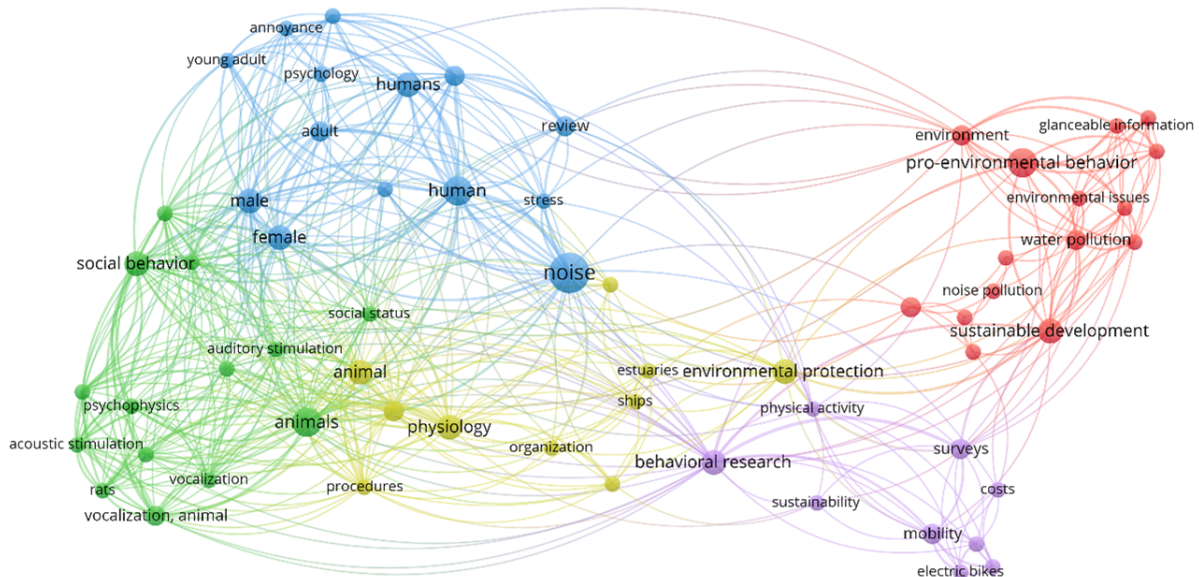 annoyance
young adult
psychology
humans
adult
review
human
stress
male
female
noise
social behavior
social status
auditory stimulation
animal
psychophysics
animals
physiology
acoustic stimulation
vocalization
rats
procedures
vocalization, animal
organization
estuaries
environmental protection
ships
physical activity
behavioral research
surveys
sustainability
costs
mobility
electric bikes
environment
glanceable information
pro-environmental behavior
environmental issues
water pollution
noise pollution
sustainable development